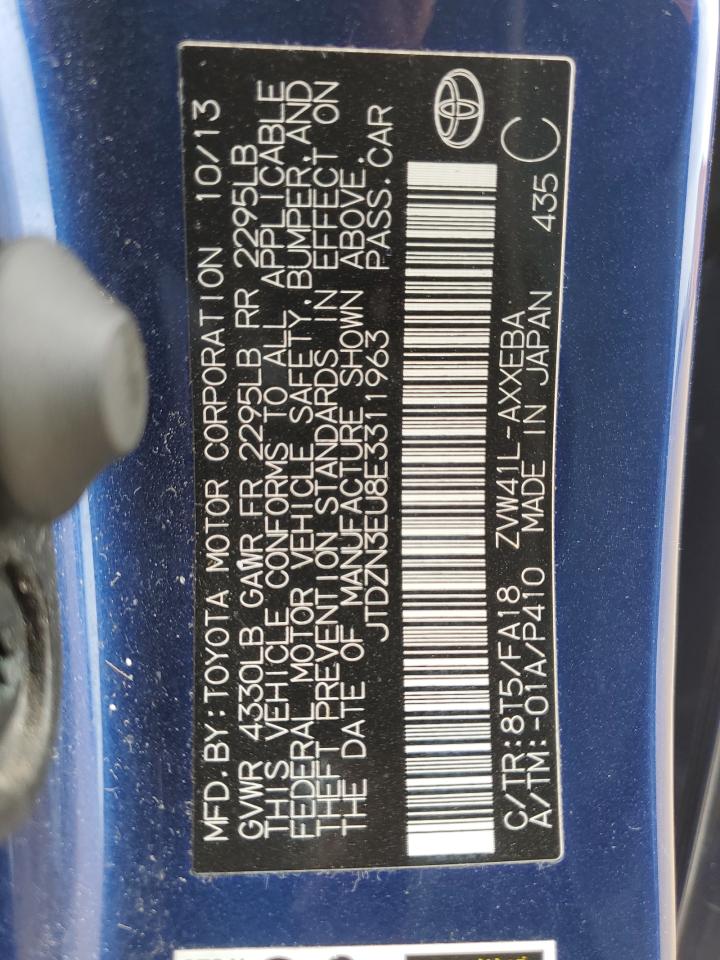 MFD.BY:TOYOTA MOTOR CORPORATION 10/13
GVWR 4330LB GAWR FR 2295LB RR 2295LB
THIS VEHICLE CONFORMS TO ALL APPLICABLE
FEDERAL MOTOR VEHICLE SAFETY,BUMPER,AND
THEFT PREVENTION STANDARDS IN EFFECT ON
THE DATE OF MANUFACTURE SHOWN ABOVE.
JTDZN3EU8E3311963 PASS.CAR
C/TR:8T5/FA18 ZVW41L-AXXEBA
A/TM:-01A/P410 MADE IN JAPAN 435 C